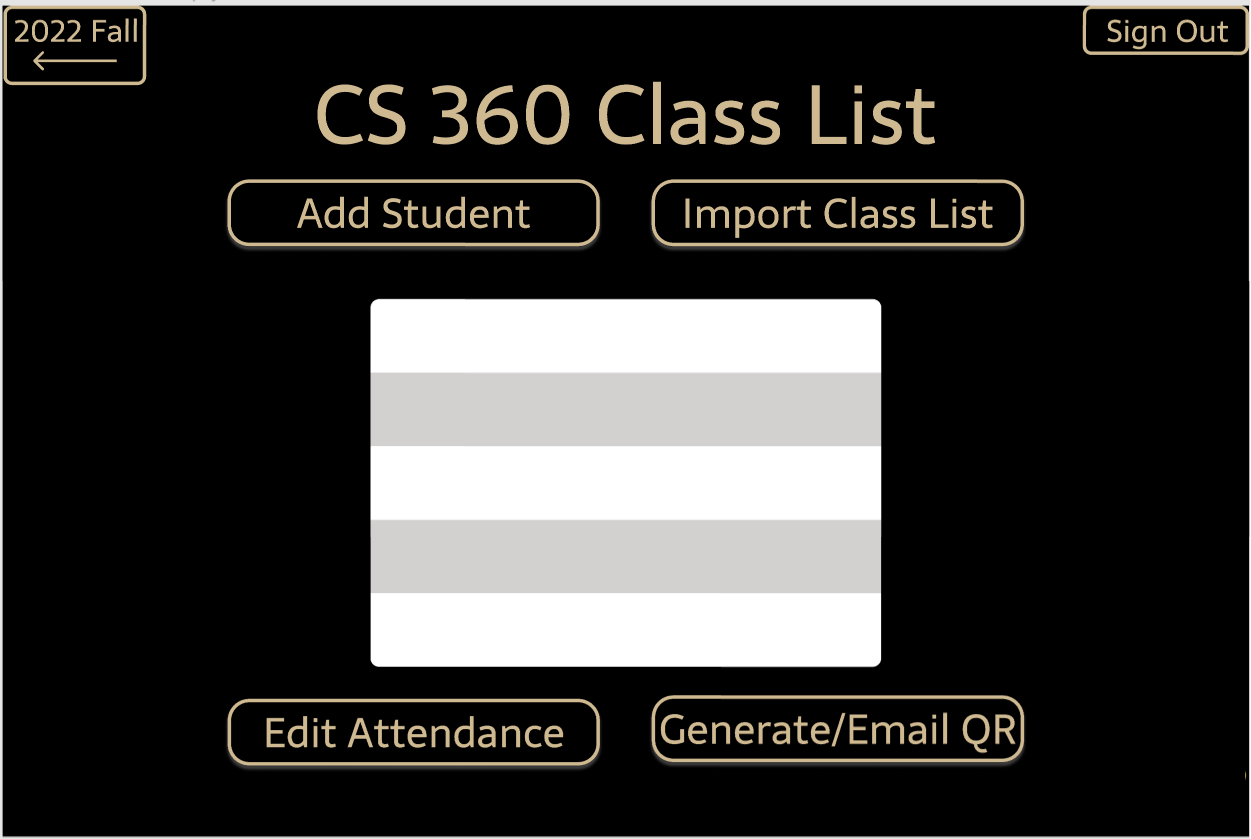 2022 Fall
Sign Out
CS 360 Class List
Add Student
Import Class List
Edit Attendance
Generate/Email QR